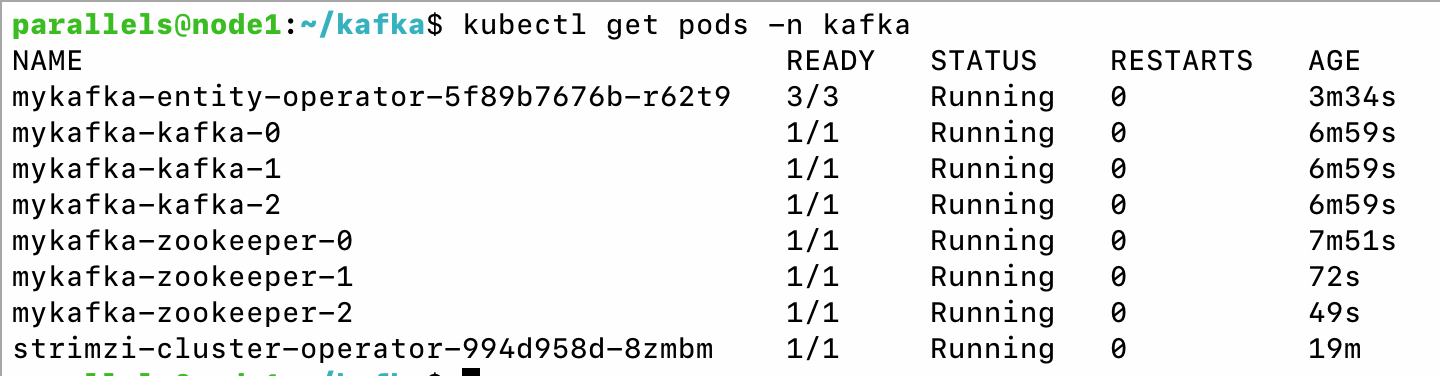 parallels@node1:~/kafka$ kubectl get pods -n kafka
NAME                                      READY   STATUS    RESTARTS   AGE
mykafka-entity-operator-5f89b7676b-r62t9   3/3     Running   0          3m34s
mykafka-kafka-0                            1/1     Running   0          6m59s
mykafka-kafka-1                            1/1     Running   0          6m59s
mykafka-kafka-2                            1/1     Running   0          6m59s
mykafka-zookeeper-0                        1/1     Running   0          7m51s
mykafka-zookeeper-1                        1/1     Running   0          72s
mykafka-zookeeper-2                        1/1     Running   0          49s
strimzi-cluster-operator-994d958d-8zmbm    1/1     Running   0          19m